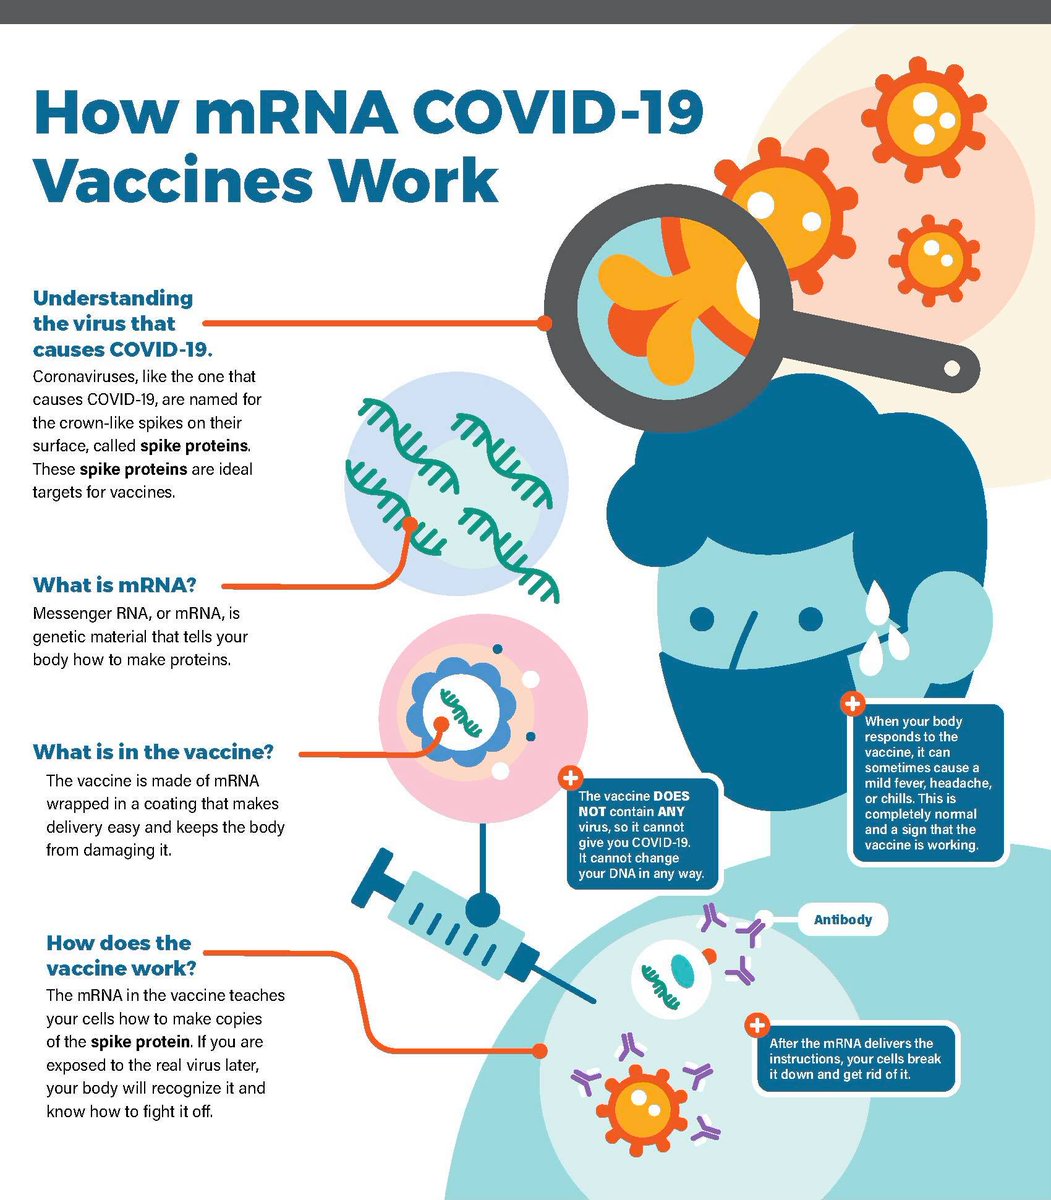 How mRNA COVID-19
Vaccines Work
Understanding
the virus that
causes COVID-19.
Coronaviruses, like the one that
causes COVID-19, are named for
the crown-like spikes on their
surface, called spike proteins.
These spike proteins are ideal
targets for vaccines.
What is mRNA?
Messenger RNA, or mRNA, is
genetic material that tells your
body how to make proteins.
What is in the vaccine?
The vaccine is made of mRNA
wrapped in a coating that makes
delivery easy and keeps the body
from damaging it.
The vaccine DOES
NOT contain ANY
virus, so it cannot
give you COVID-19.
It cannot change
your DNA in any way.
When your body
responds to the
vaccine, it can
sometimes cause a
mild fever, headache,
or chills. This is
completely normal
and a sign that the
vaccine is working.
How does the
vaccine work?
The mRNA in the vaccine teaches
your cells how to make copies
of the spike protein. If you are
exposed to the real virus later,
your body will recognize it and
know how to fight it off.
Antibody
After the mRNA delivers the
instructions, your cells break
it down and get rid of it.